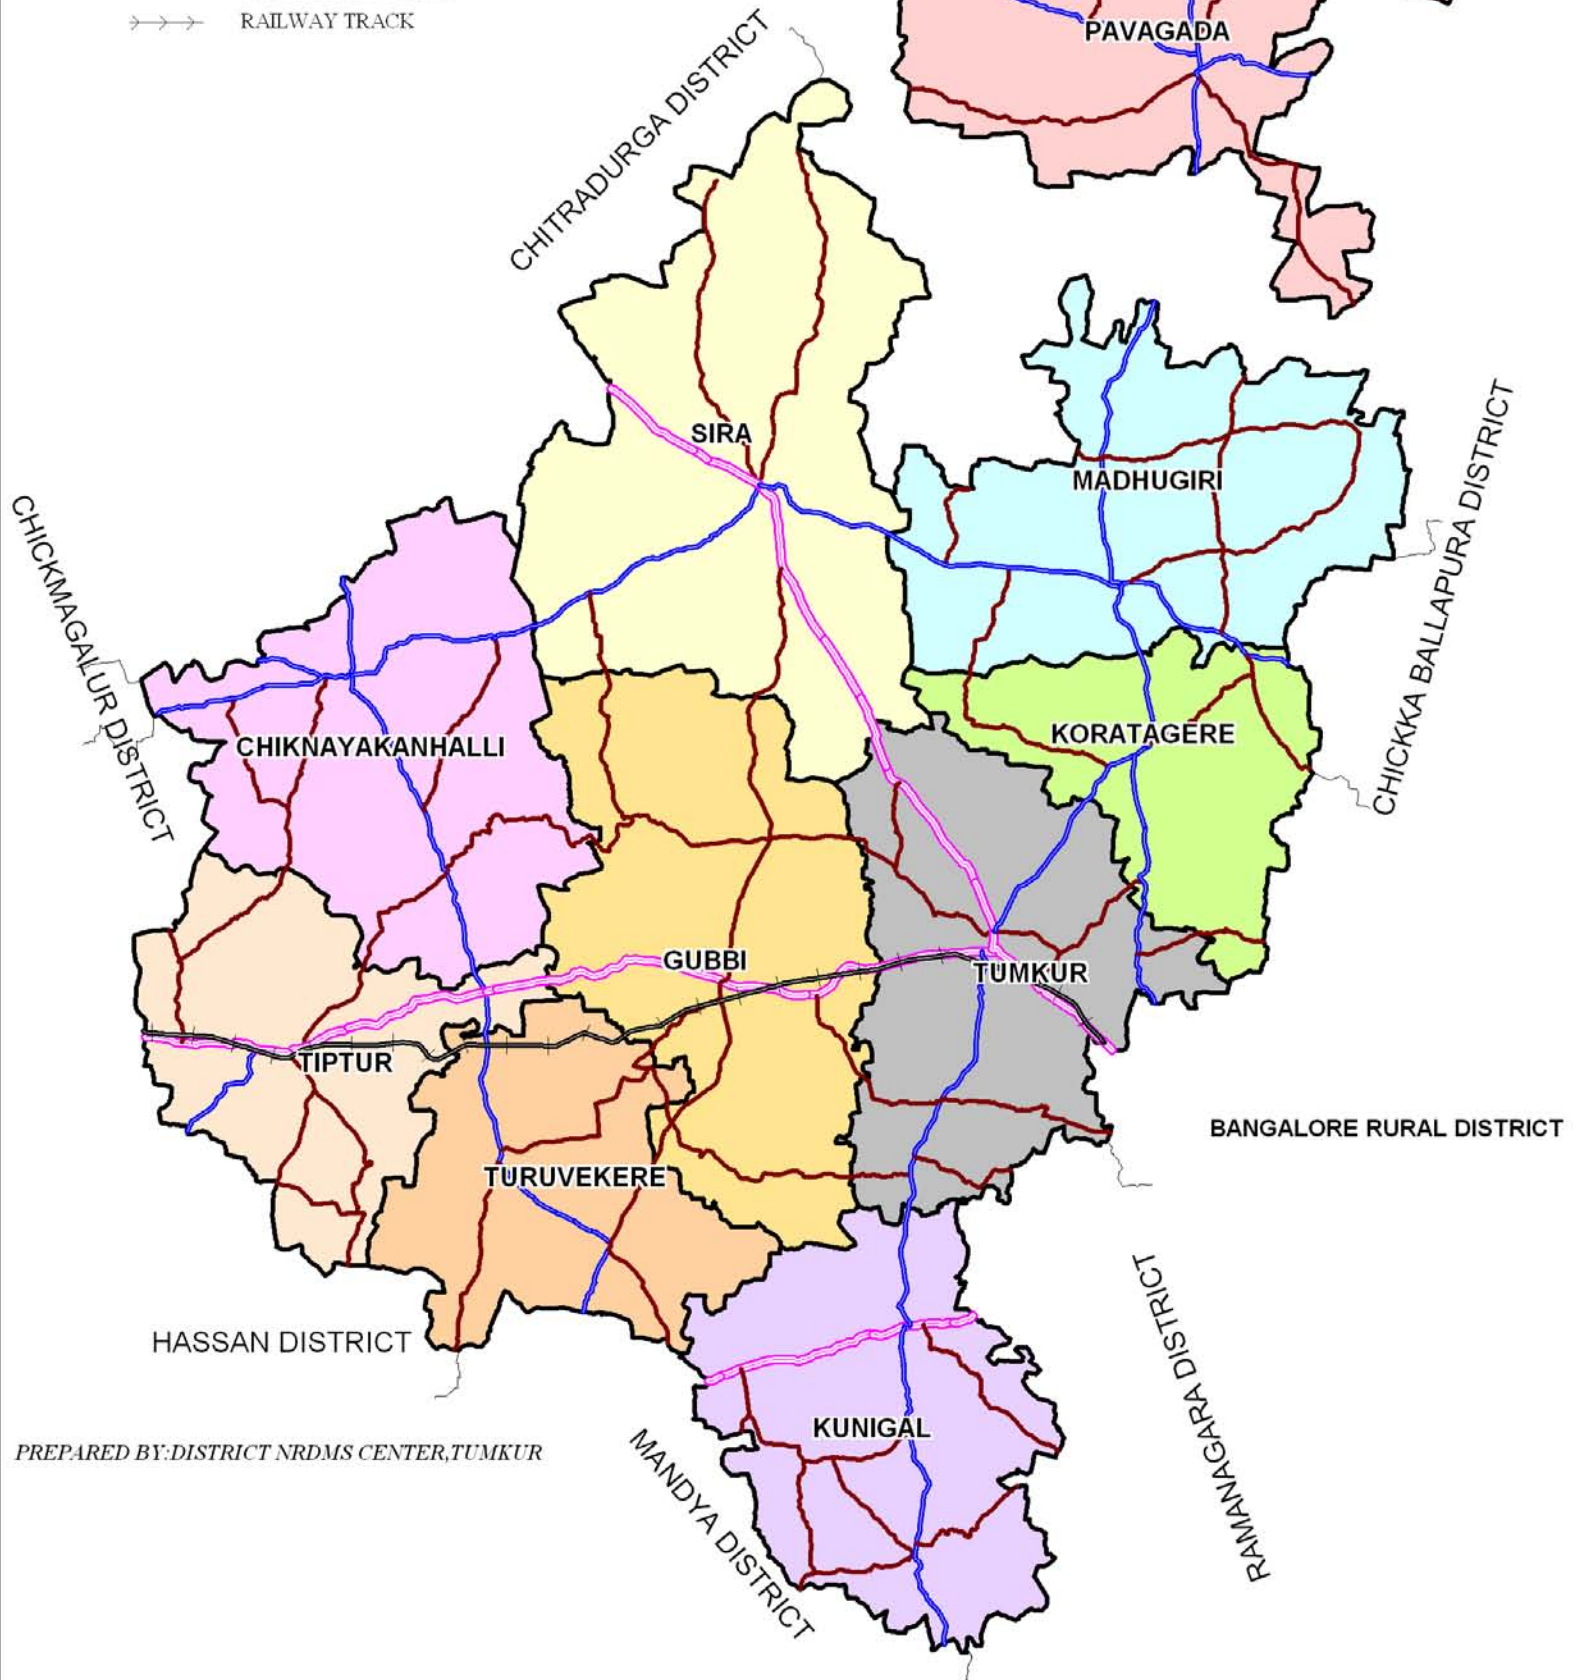 RAILWAY TRACK
PAVAGADA
CHITRADURGA DISTRICT
SIRA
MADHUGIRI
CHICKMAGALUR DISTRICT
CHICKKA BALLAPURA DISTRICT
KORATAGERE
CHIKNAYAKANHALLI
GUBBI
TUMKUR
TIPTUR
BANGALORE RURAL DISTRICT
TURUVEKERE
HASSAN DISTRICT
RAMANAGARA DISTRICT
KUNIGAL
PREPARED BY:DISTRICT NRDMS CENTER,TUMKUR
MANDYA DISTRICT